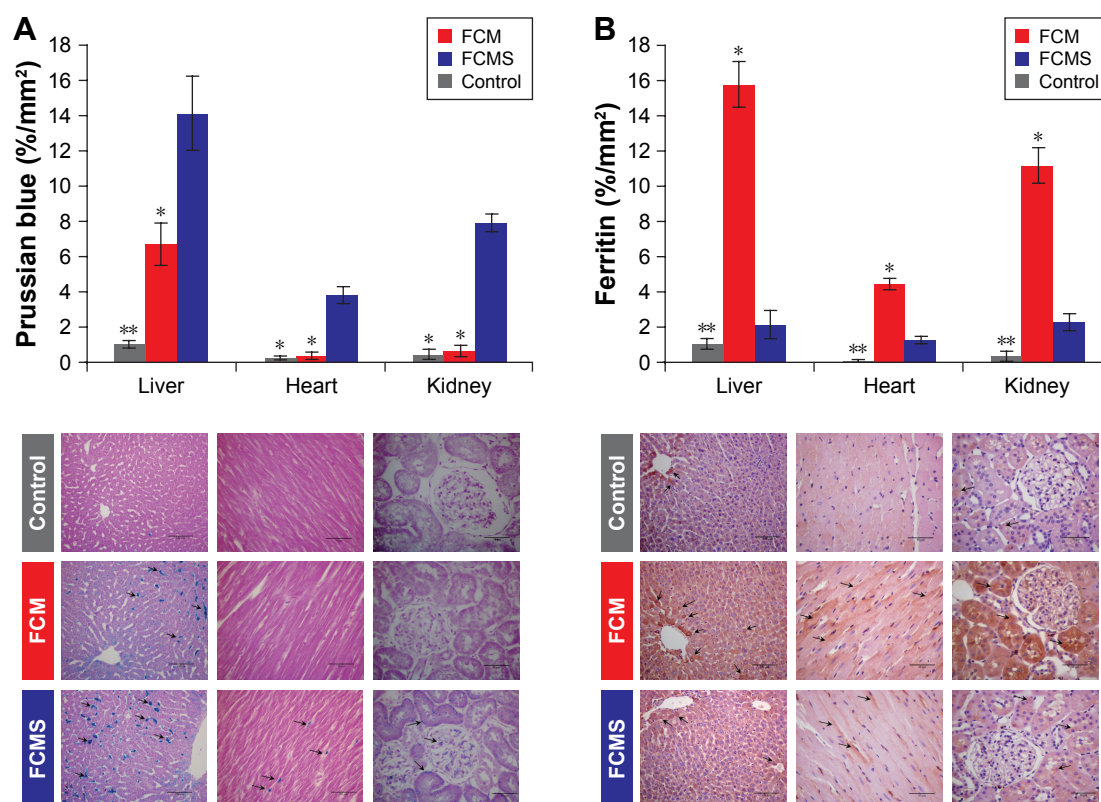 A
18
16
14
12
10
8
6
4
2
0
Prussian blue (%/mm²)
FCM
FCMS
Control
**
*
*
*
*
*
Liver
Heart
Kidney
Control
FCM
FCMS
B
18
16
14
12
10
8
6
4
2
0
Ferritin (%/mm²)
FCM
FCMS
Control
**
*
**
*
**
*
Liver
Heart
Kidney
Control
FCM
FCMS